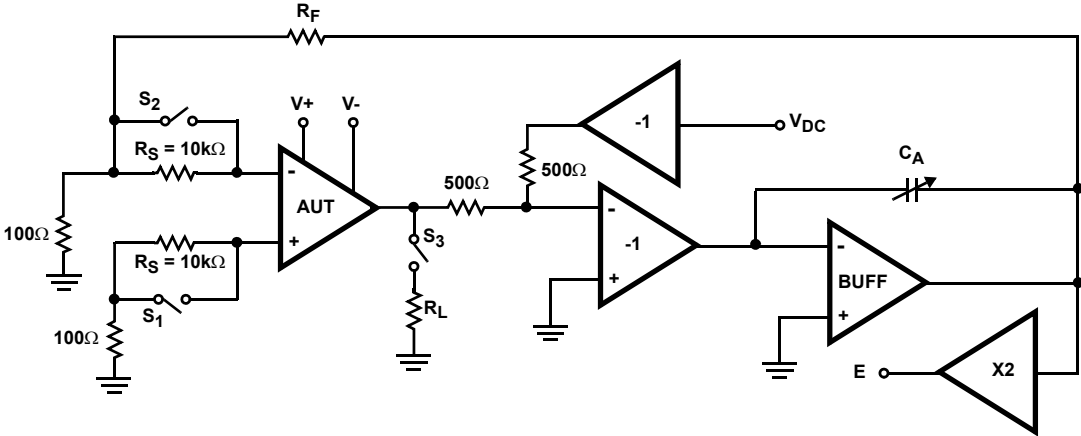 RF
S2
V+
V-
RS = 10kΩ
-1
VDC
500Ω
500Ω
CA
-
AUT
+
100Ω
RS = 10kΩ
S1
100Ω
S3
RL
-
-1
+
-
BUFF
+
E
X2